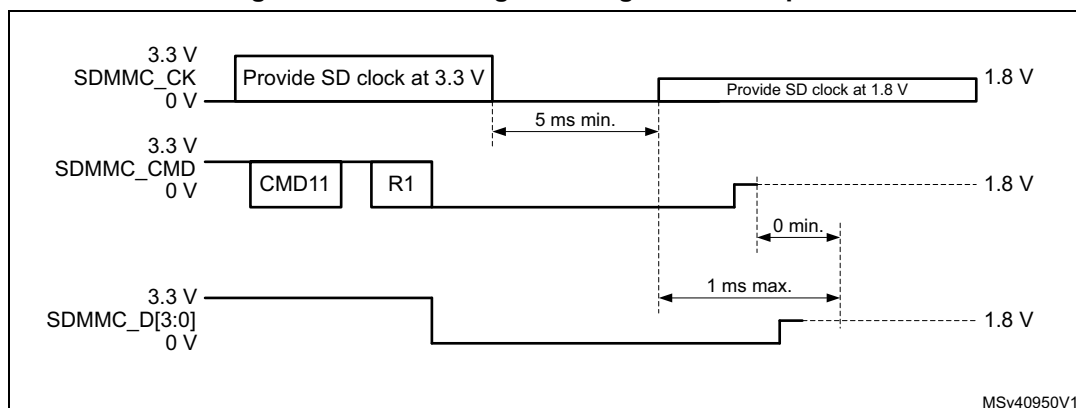 3.3 V
SDMMC_CK
0 V
Provide SD clock at 3.3 V
Provide SD clock at 1.8 V
1.8 V
5 ms min.
3.3 V
SDMMC_CMD
0 V
CMD11
R1
1.8 V
0 min.
1 ms max.
3.3 V
SDMMC_D[3:0]
0 V
1.8 V
MSv40950V1